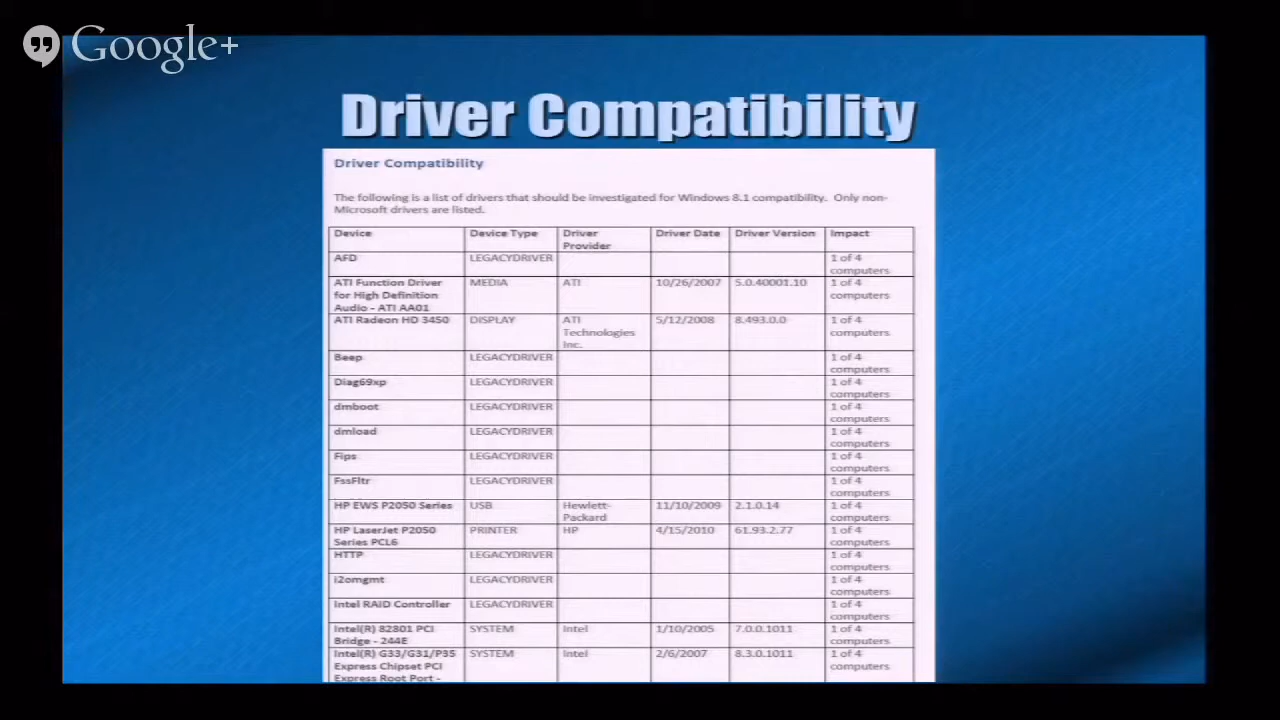 Google+
Driver Compatibility
Driver Compatibility
The following is a list of drivers that should be investigated for Windows 8.1 compatibility. Only non-
Microsoft drivers are listed.
Device Device Type Driver Provider Driver Date Driver Version Impact
AFD LEGACYDRIVER 1 of 4 computers
ATI Function Driver for High Definition Audio - ATI AA01 MEDIA ATI 10/26/2007 5.0.40001.10 1 of 4 computers
ATI Radeon HD 3450 DISPLAY ATI Technologies Inc. 5/12/2008 8.493.0.0 1 of 4 computers
Beep LEGACYDRIVER 1 of 4 computers
Diag69xp LEGACYDRIVER 1 of 4 computers
dmboot LEGACYDRIVER 1 of 4 computers
dmload LEGACYDRIVER 1 of 4 computers
Fips LEGACYDRIVER 1 of 4 computers
FssFltr LEGACYDRIVER 1 of 4 computers
HP EWS P2050 Series USB Hewlett-Packard 11/10/2009 2.1.0.14 1 of 4 computers
HP LaserJet P2050 Series PCL6 PRINTER HP 4/15/2010 61.93.2.77 1 of 4 computers
HTTP LEGACYDRIVER 1 of 4 computers
i2omgmt LEGACYDRIVER 1 of 4 computers
Intel RAID Controller LEGACYDRIVER 1 of 4 computers
Intel(R) 82801 PCI Bridge - 244E SYSTEM Intel 1/10/2005 7.0.0.1011 1 of 4 computers
Intel(R) G33/G31/P35 Express Chipset PCI Express Root Port - SYSTEM Intel 2/6/2007 8.3.0.1011 1 of 4 computers